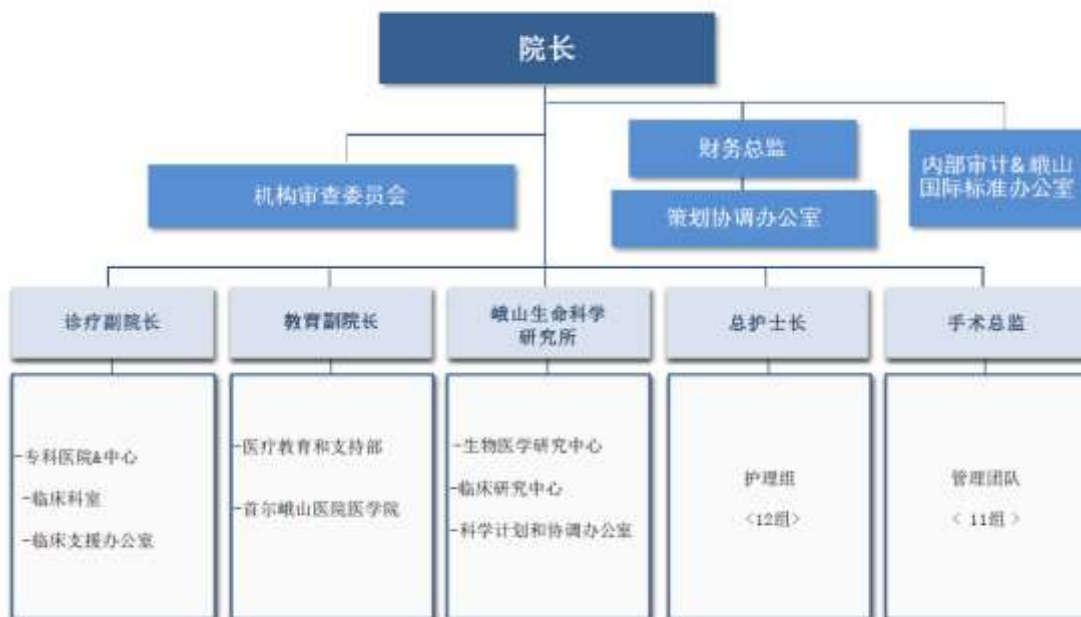 院长
财务总监
内部审计&峨山
国际标准办公室
机构审查委员会
策划协调办公室
诊疗副院长
教育副院长
峨山生命科学
研究所
总护士长
手术总监
-专科医院&中心
-临床科室
-临床支援办公室
-医疗教育和支持部
-首尔峨山医院医学院
-生物医学研究中心
-临床研究中心
-科学计划和协调办公室
护理组
<12组>
管理团队
< 11组 >